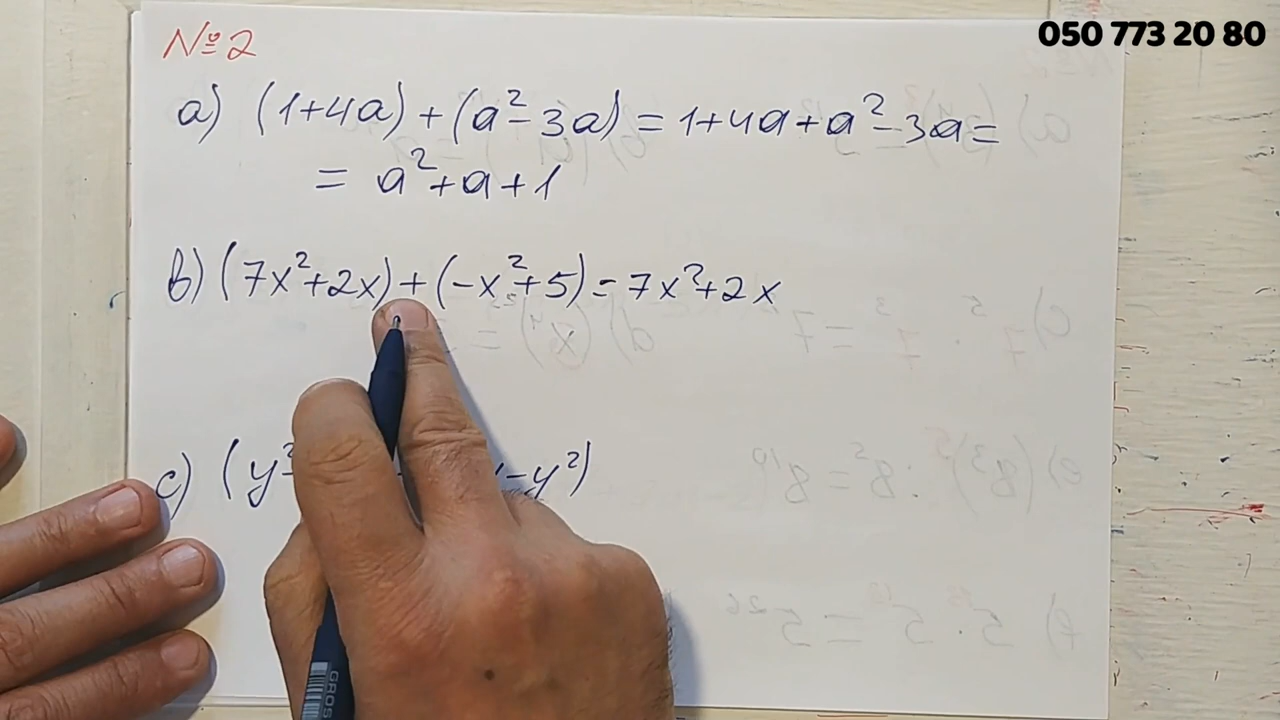 050 773 20 80
№2
a) (1+4a)+(a²-3a)=1+4a+a²-3a=
= a²+a+1
b) (7x²+2x)+(-x²+5)=7x²+2x
c) (y² -y²)
GROS